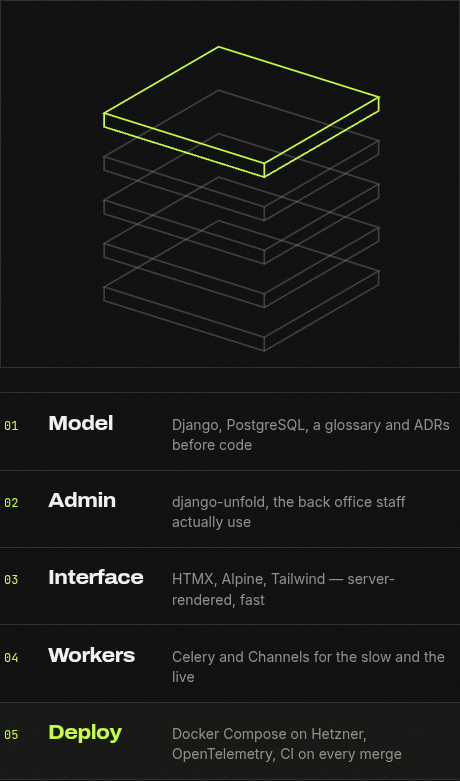 01 Model Django, PostgreSQL, a glossary and ADRs
before code
02 Admin django-unfold, the back office staff
actually use
03 Interface HTMX, Alpine, Tailwind — server-
rendered, fast
04 Workers Celery and Channels for the slow and the
live
05 Deploy Docker Compose on Hetzner,
OpenTelemetry, CI on every merge